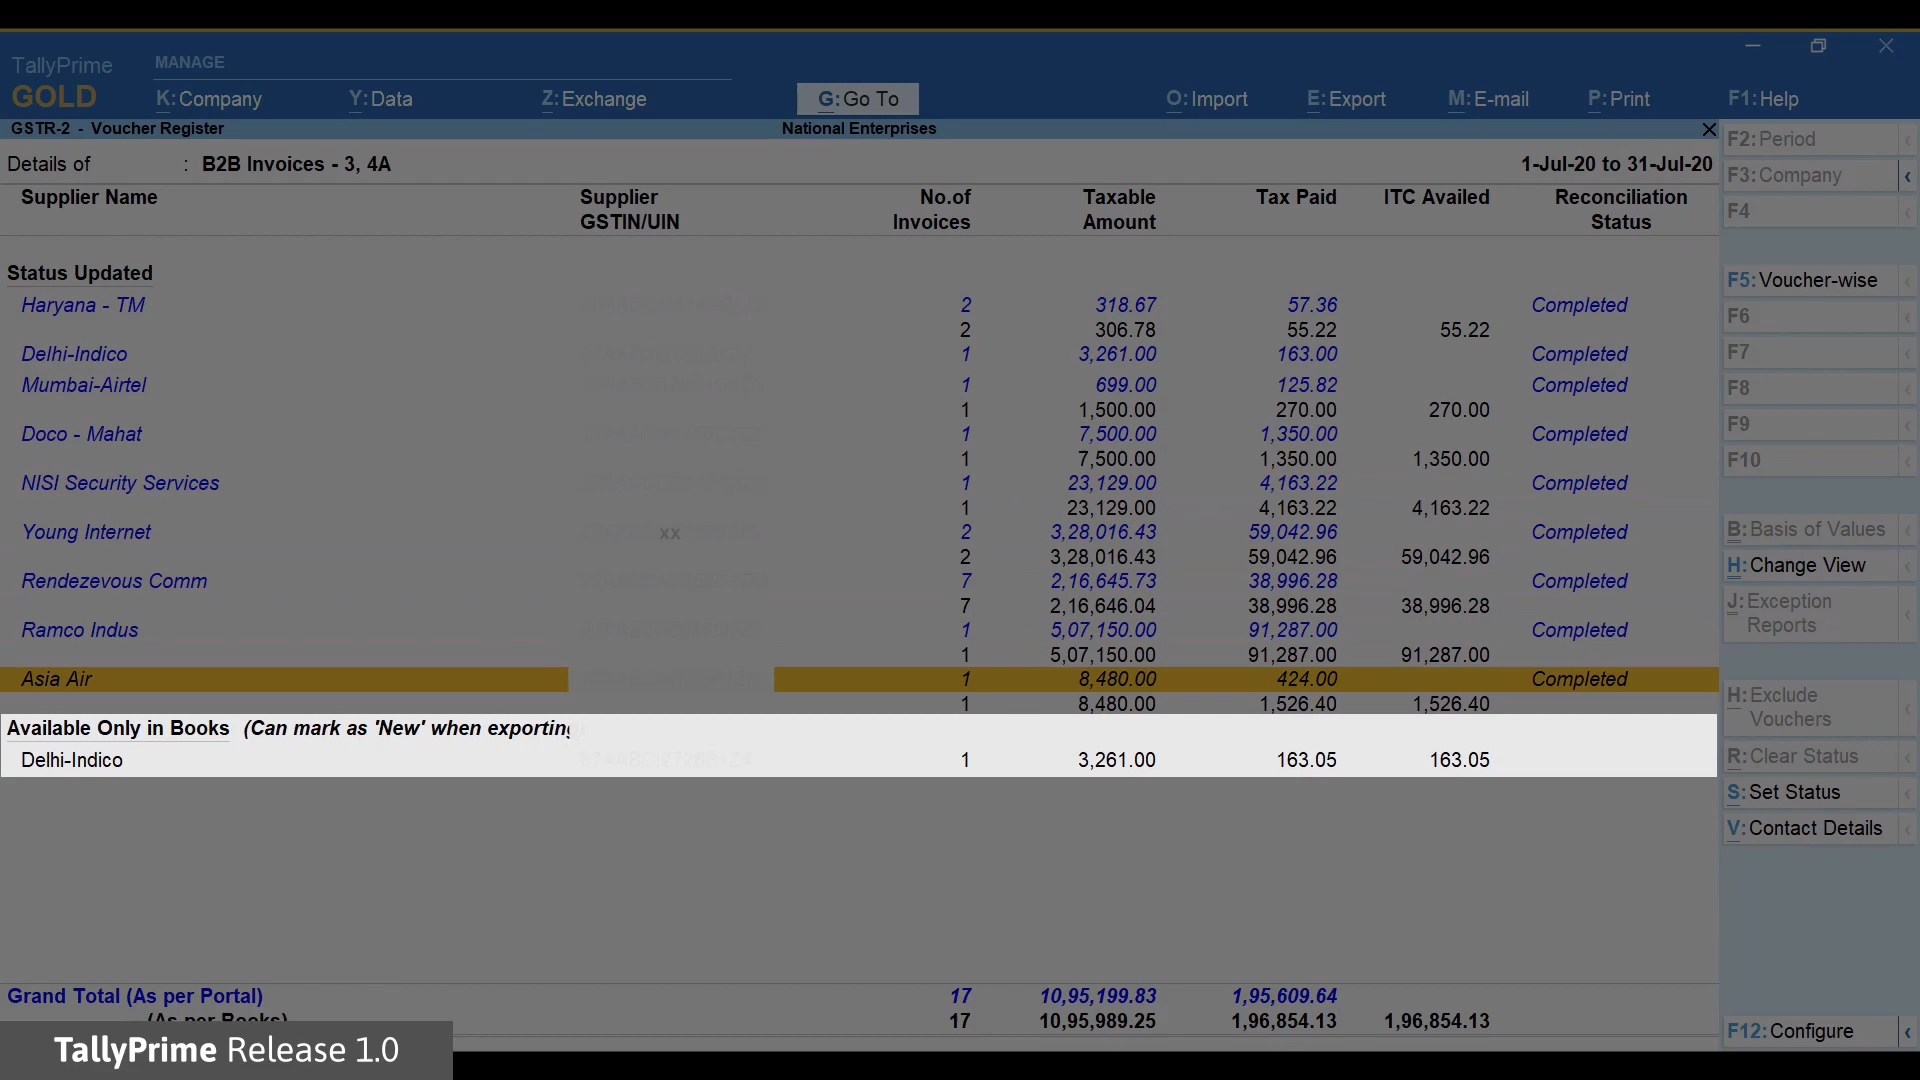 TallyPrime MANAGE
GOLD K:Company Y:Data Z:Exchange G:Go To O:Import E:Export M:E-mail P:Print F1:Help
GSTR-2 - Voucher Register National Enterprises
Details of : B2B Invoices - 3, 4A 1-Jul-20 to 31-Jul-20
Supplier Name Supplier No.of Taxable Tax Paid ITC Availed Reconciliation
GSTIN/UIN Invoices Amount Status
Status Updated
Haryana - TM 2 318.67 57.36 Completed
2 306.78 55.22 55.22
Delhi-Indico 1 3,261.00 163.00 Completed
Mumbai-Airtel 1 699.00 125.82 Completed
1 1,500.00 270.00 270.00
Doco - Mahat 1 7,500.00 1,350.00 Completed
1 7,500.00 1,350.00 1,350.00
NISI Security Services 1 23,129.00 4,163.22 Completed
1 23,129.00 4,163.22 4,163.22
Young Internet xx 2 3,28,016.43 59,042.96 Completed
2 3,28,016.43 59,042.96 59,042.96
Rendezevous Comm 7 2,16,645.73 38,996.28 Completed
7 2,16,646.04 38,996.28 38,996.28
Ramco Indus 1 5,07,150.00 91,287.00 Completed
1 5,07,150.00 91,287.00 91,287.00
Asia Air 1 8,480.00 424.00 Completed
1 8,480.00 1,526.40 1,526.40
Available Only in Books (Can mark as 'New' when exporting)
Delhi-Indico 1 3,261.00 163.05 163.05
Grand Total (As per Portal) 17 10,95,199.83 1,95,609.64
(As per Books) 17 10,95,989.25 1,96,854.13 1,96,854.13
TallyPrime Release 1.0
F2:Period
F3:Company
F4
F5:Voucher-wise
F6
F7
F8
F9
F10
B:Basis of Values
H:Change View
J:Exception
Reports
H:Exclude
Vouchers
R:Clear Status
S:Set Status
V:Contact Details
F12:Configure